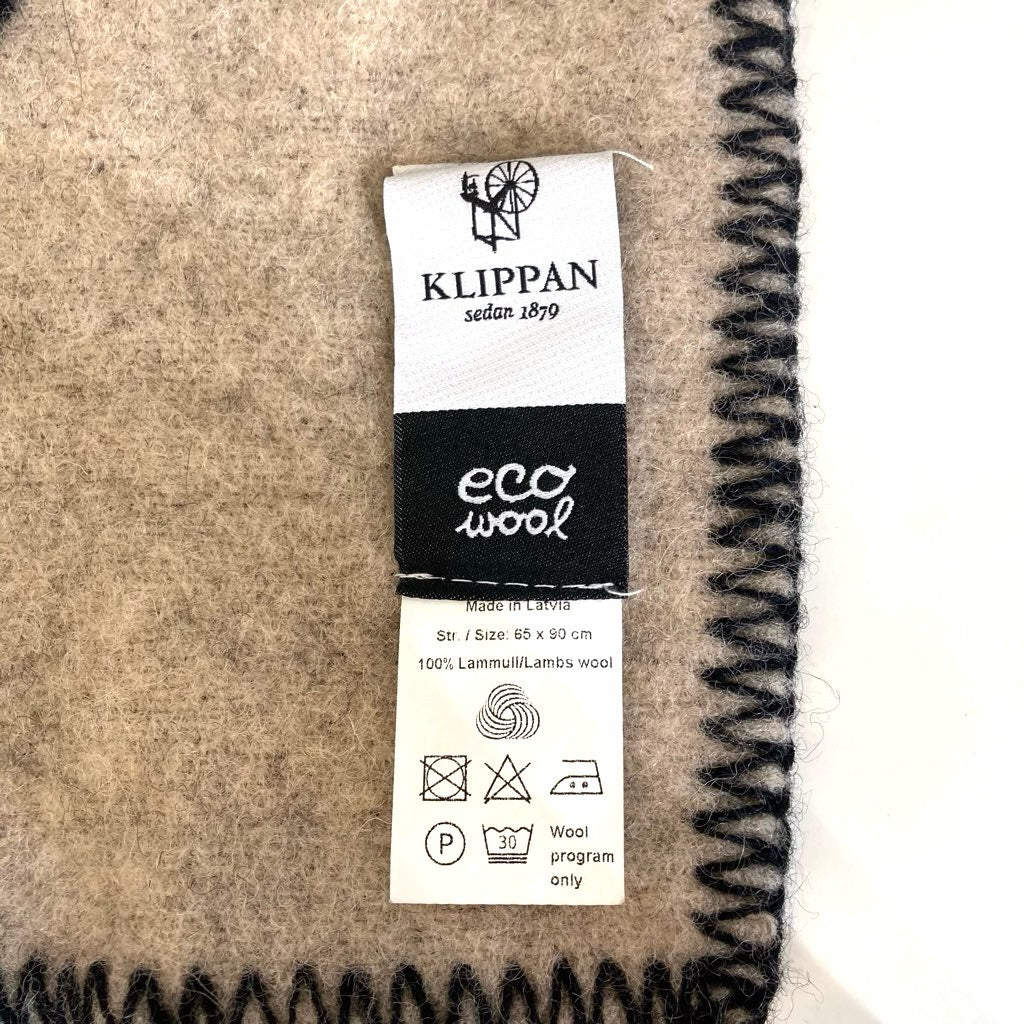 KLIPPAN
sedan 1879
eco
wool
Made in Latvia
Str. / Size: 65 x 90 cm
100% Lammull/Lambs wool
P
30
Wool
program
only